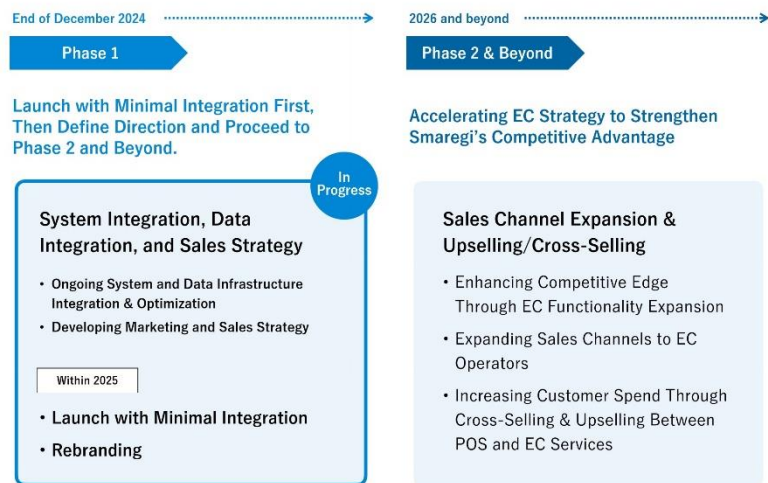 End of December 2024
Phase 1
Launch with Minimal Integration First,
Then Define Direction and Proceed to
Phase 2 and Beyond.
In
Progress
System Integration, Data
Integration, and Sales Strategy
• Ongoing System and Data Infrastructure
Integration & Optimization
• Developing Marketing and Sales Strategy
Within 2025
• Launch with Minimal Integration
• Rebranding
2026 and beyond
Phase 2 & Beyond
Accelerating EC Strategy to Strengthen
Smaregi's Competitive Advantage
Sales Channel Expansion &
Upselling/Cross-Selling
• Enhancing Competitive Edge
Through EC Functionality Expansion
• Expanding Sales Channels to EC
Operators
• Increasing Customer Spend Through
Cross-Selling & Upselling Between
POS and EC Services